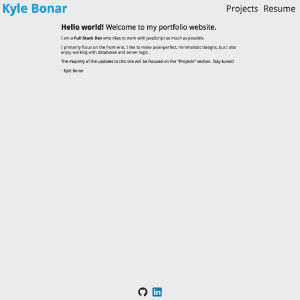 Kyle Bonar
Projects Resume
Hello world! Welcome to my portfolio website.
I am a Full Stack Dev who likes to work with JavaScript as much as possible.
I primarily focus on the front-end. I like to make pixel-perfect, minimalistic designs, but I also
enjoy working with databases and server logic.
The majority of the updates to this site will be focused on the "Projects" section. Stay tuned!
- Kyle Bonar
in